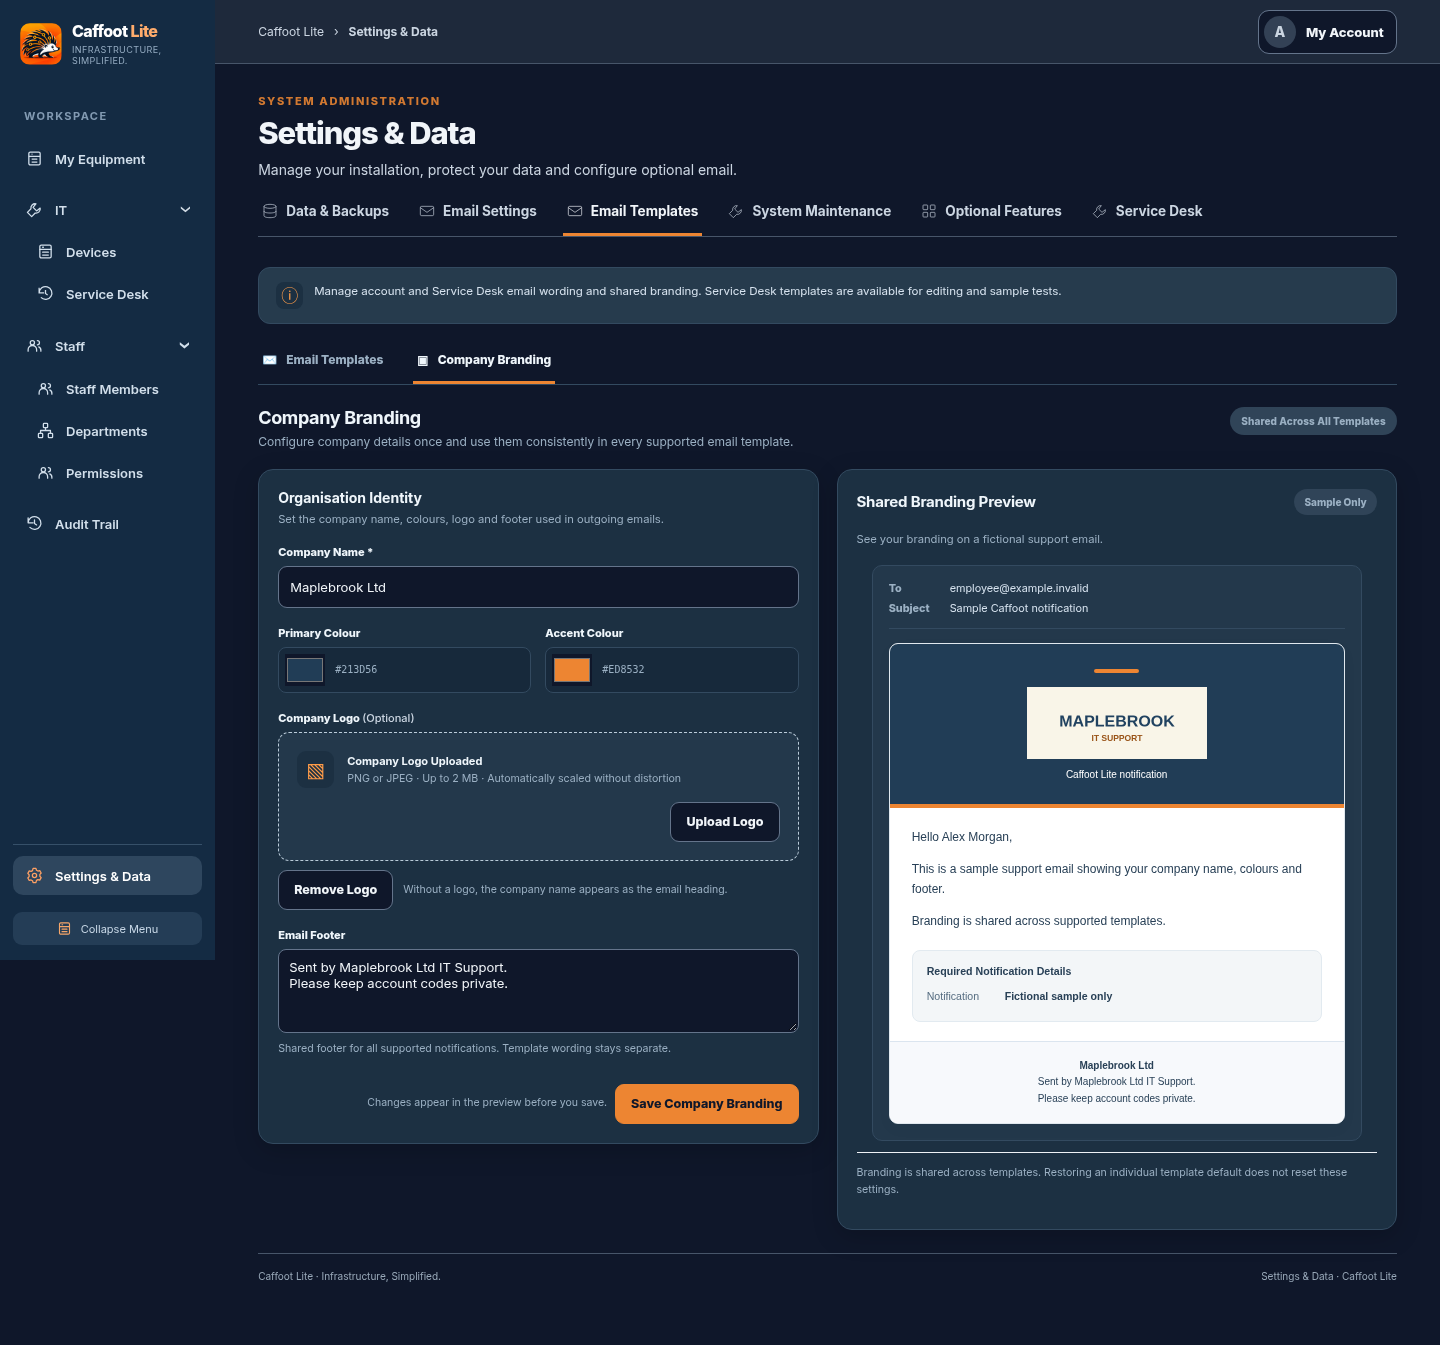 Caffoot Lite
INFRASTRUCTURE,
SIMPLIFIED.
WORKSPACE
My Equipment
IT
Devices
Service Desk
Staff
Staff Members
Departments
Permissions
Audit Trail
Settings & Data
Collapse Menu
Caffoot Lite › Settings & Data
A My Account
SYSTEM ADMINISTRATION
Settings & Data
Manage your installation, protect your data and configure optional email.
Data & Backups Email Settings Email Templates System Maintenance Optional Features Service Desk
Manage account and Service Desk email wording and shared branding. Service Desk templates are available for editing and sample tests.
Email Templates Company Branding
Company Branding
Configure company details once and use them consistently in every supported email template.
Shared Across All Templates
Organisation Identity
Set the company name, colours, logo and footer used in outgoing emails.
Company Name *
Maplebrook Ltd
Primary Colour Accent Colour
#213D56 #ED8532
Company Logo (Optional)
Company Logo Uploaded
PNG or JPEG · Up to 2 MB · Automatically scaled without distortion
Upload Logo
Remove Logo Without a logo, the company name appears as the email heading.
Email Footer
Sent by Maplebrook Ltd IT Support.
Please keep account codes private.
Shared footer for all supported notifications. Template wording stays separate.
Changes appear in the preview before you save. Save Company Branding
Shared Branding Preview
Sample Only
See your branding on a fictional support email.
To employee@example.invalid
Subject Sample Caffoot notification
MAPLEBROOK
IT SUPPORT
Caffoot Lite notification
Hello Alex Morgan,
This is a sample support email showing your company name, colours and
footer.
Branding is shared across supported templates.
Required Notification Details
Notification Fictional sample only
Maplebrook Ltd
Sent by Maplebrook Ltd IT Support.
Please keep account codes private.
Branding is shared across templates. Restoring an individual template default does not reset these
settings.
Caffoot Lite · Infrastructure, Simplified.
Settings & Data · Caffoot Lite